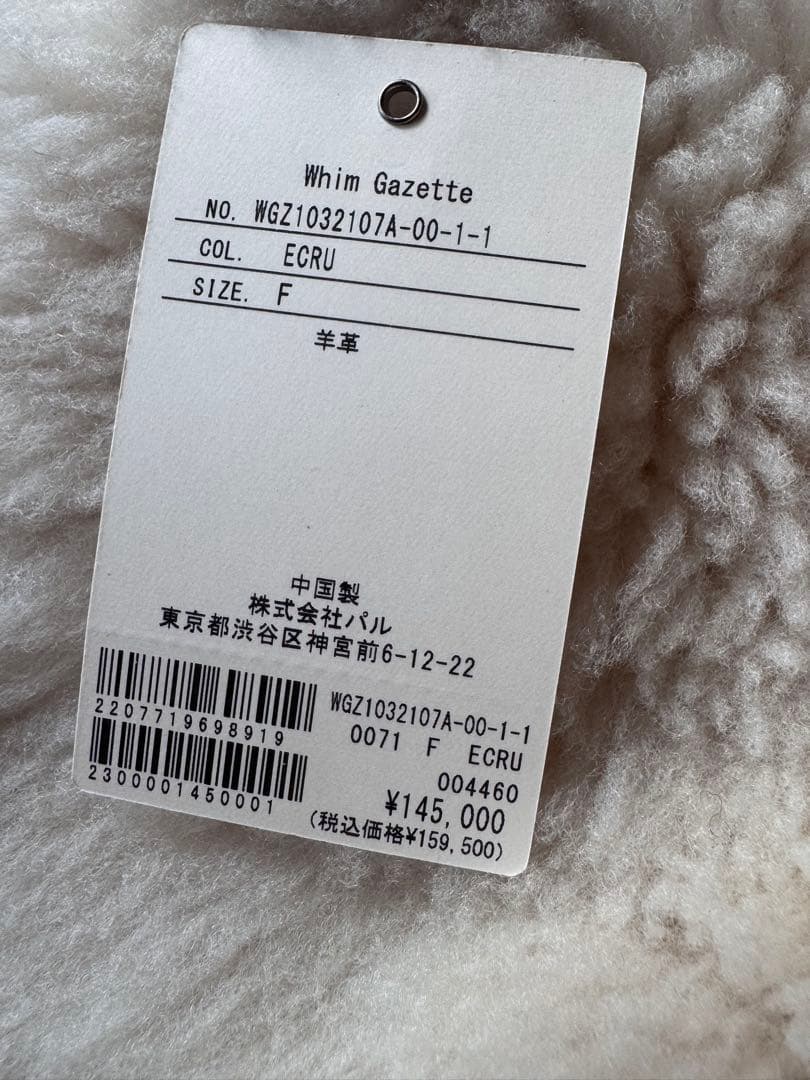 Whim Gazette
NO. WGZ1032107A-00-1-1
COL. ECRU
SIZE. F
羊革
中国製
株式会社パル
東京都渋谷区神宮前6-12-22
2207719698919
2300001450001
WGZ1032107A-00-1-1
0071 F ECRU
004460
¥145,000
(税込価格¥159,500)